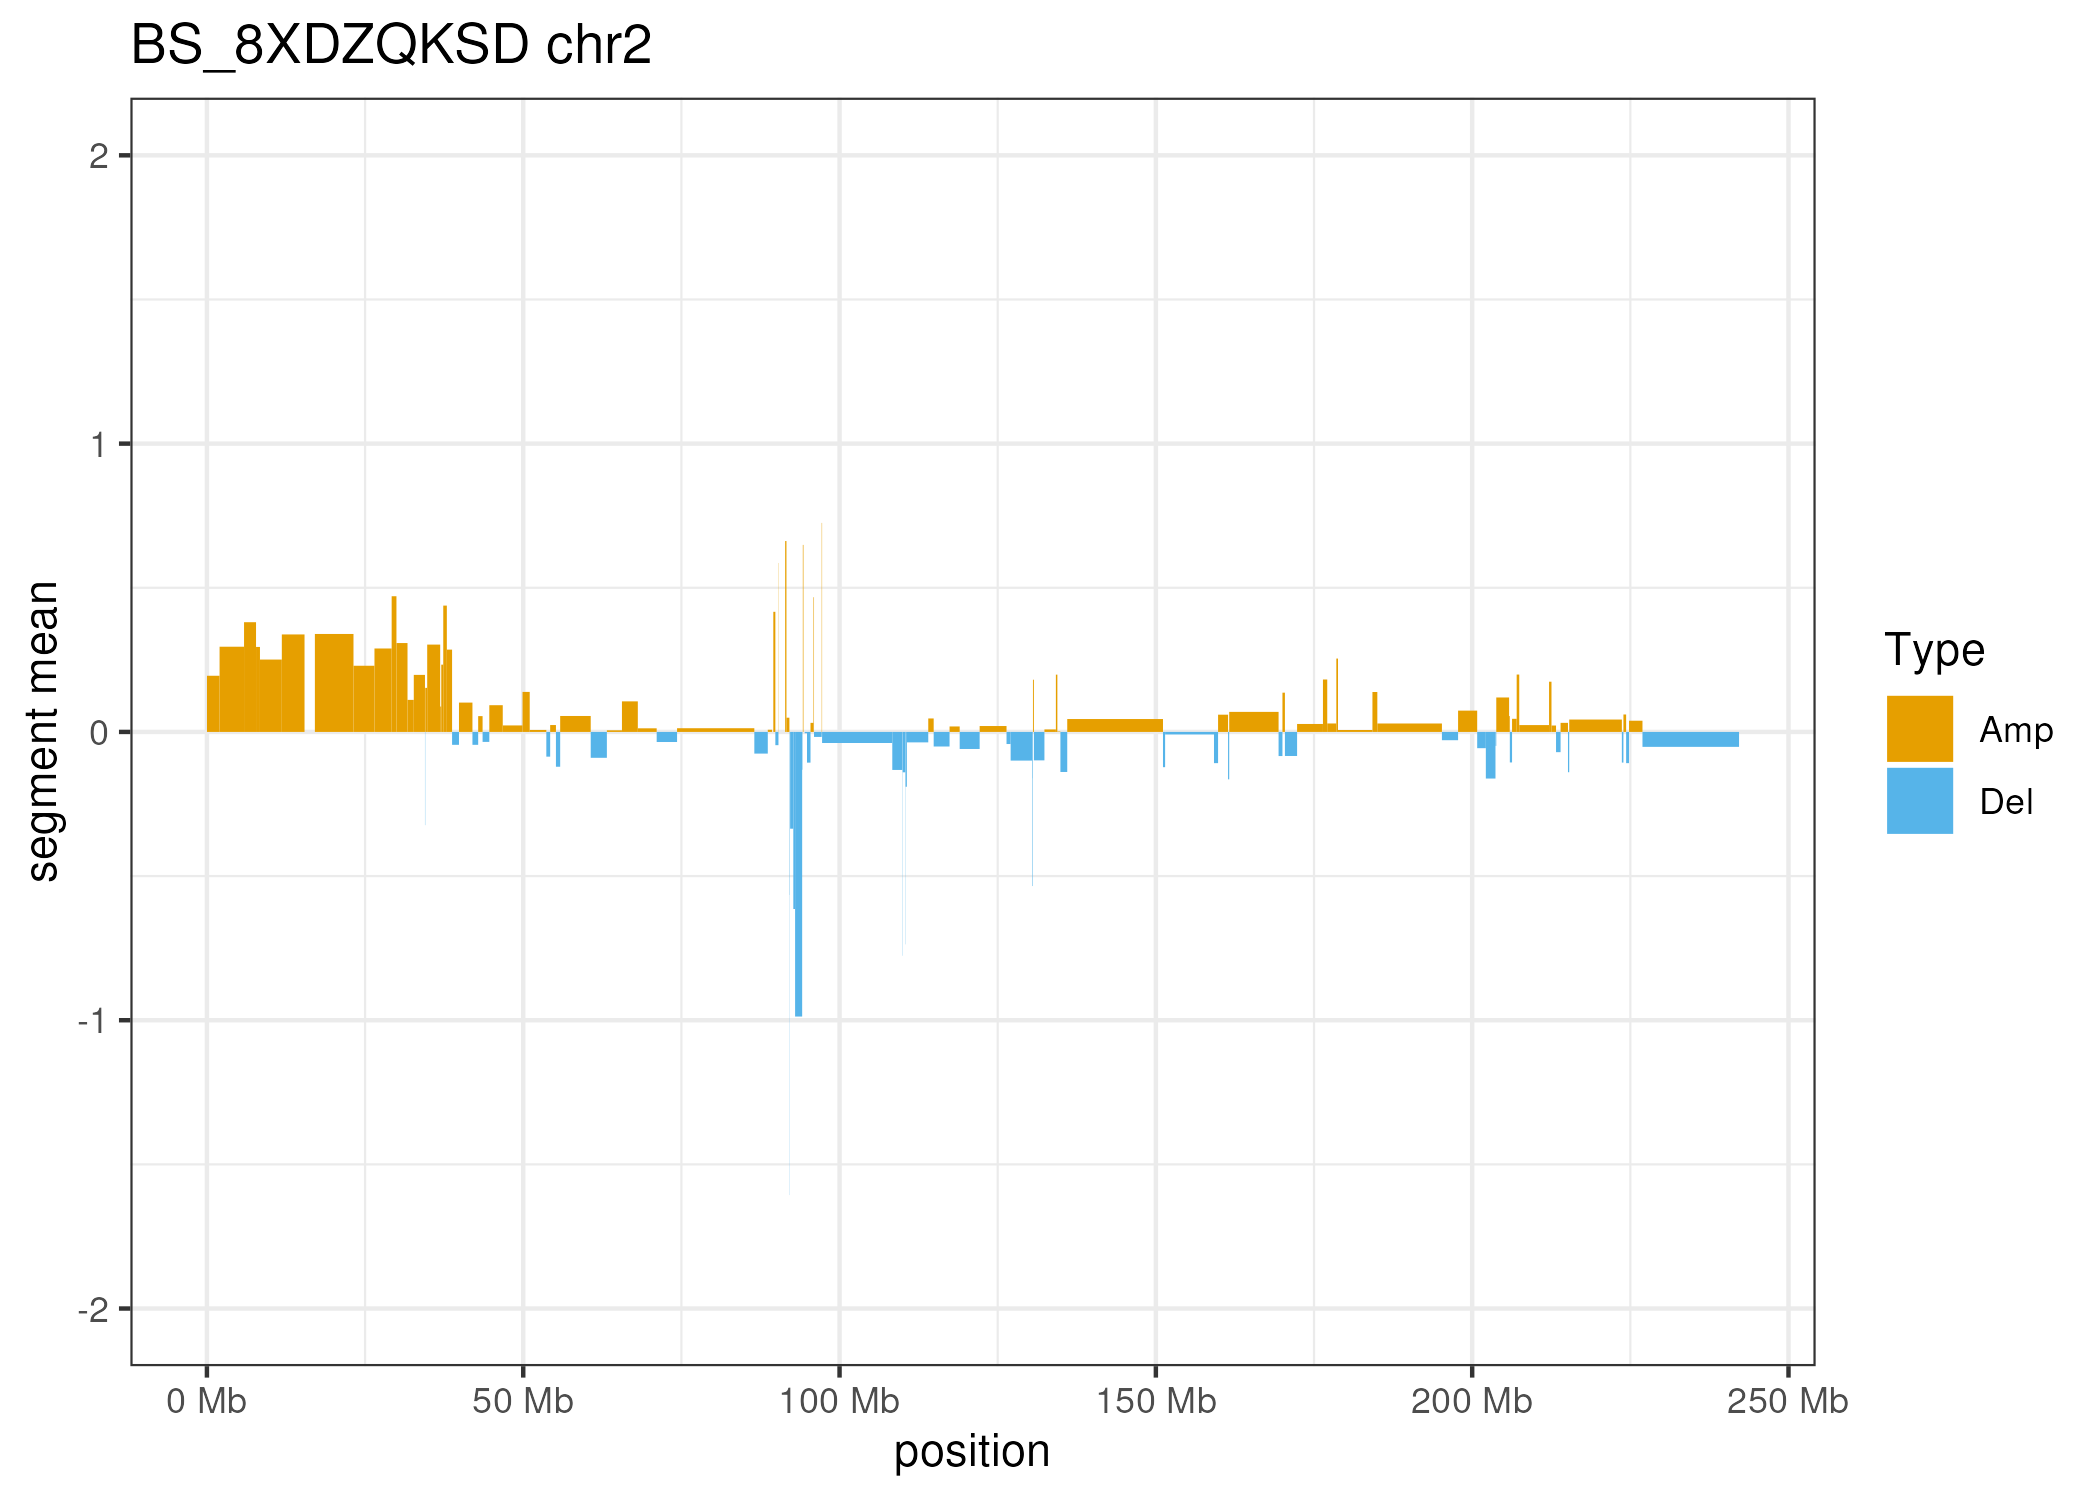 BS_8XDZQKSD chr2
2
1
0
-1
-2
segment mean
0 Mb
50 Mb
100 Mb
150 Mb
200 Mb
250 Mb
position
Type
Amp
Del